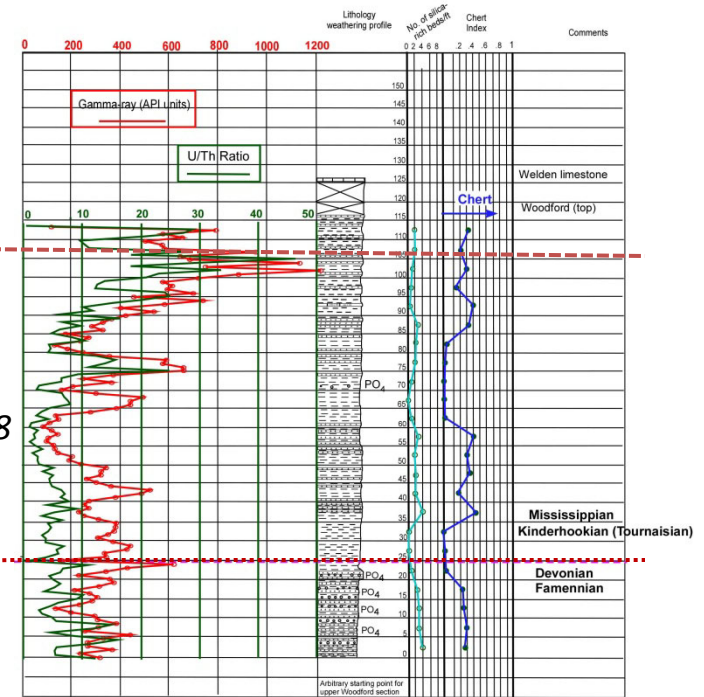 Lithology
weathering profile
No. of silica-
rich beds/ft
Chert
Index
Comments
0 200 400 600 800 1000 1200
0 2 4 6 8
.2 .4 .6 .8 1
Gamma-ray (API units)
U/Th Ratio
0 10 20 30 40 50
150
145
140
135
130
125
120
115
110
105
100
95
90
85
80
75
70
65
60
55
50
45
40
35
30
25
20
15
10
5
0
Welden limestone
Chert
Woodford (top)
PO4
8
Mississippian
Kinderhookian (Tournaisian)
Devonian
Famennian
PO4
PO4
PO4
PO4
Arbitrary starting point for
upper Woodford section